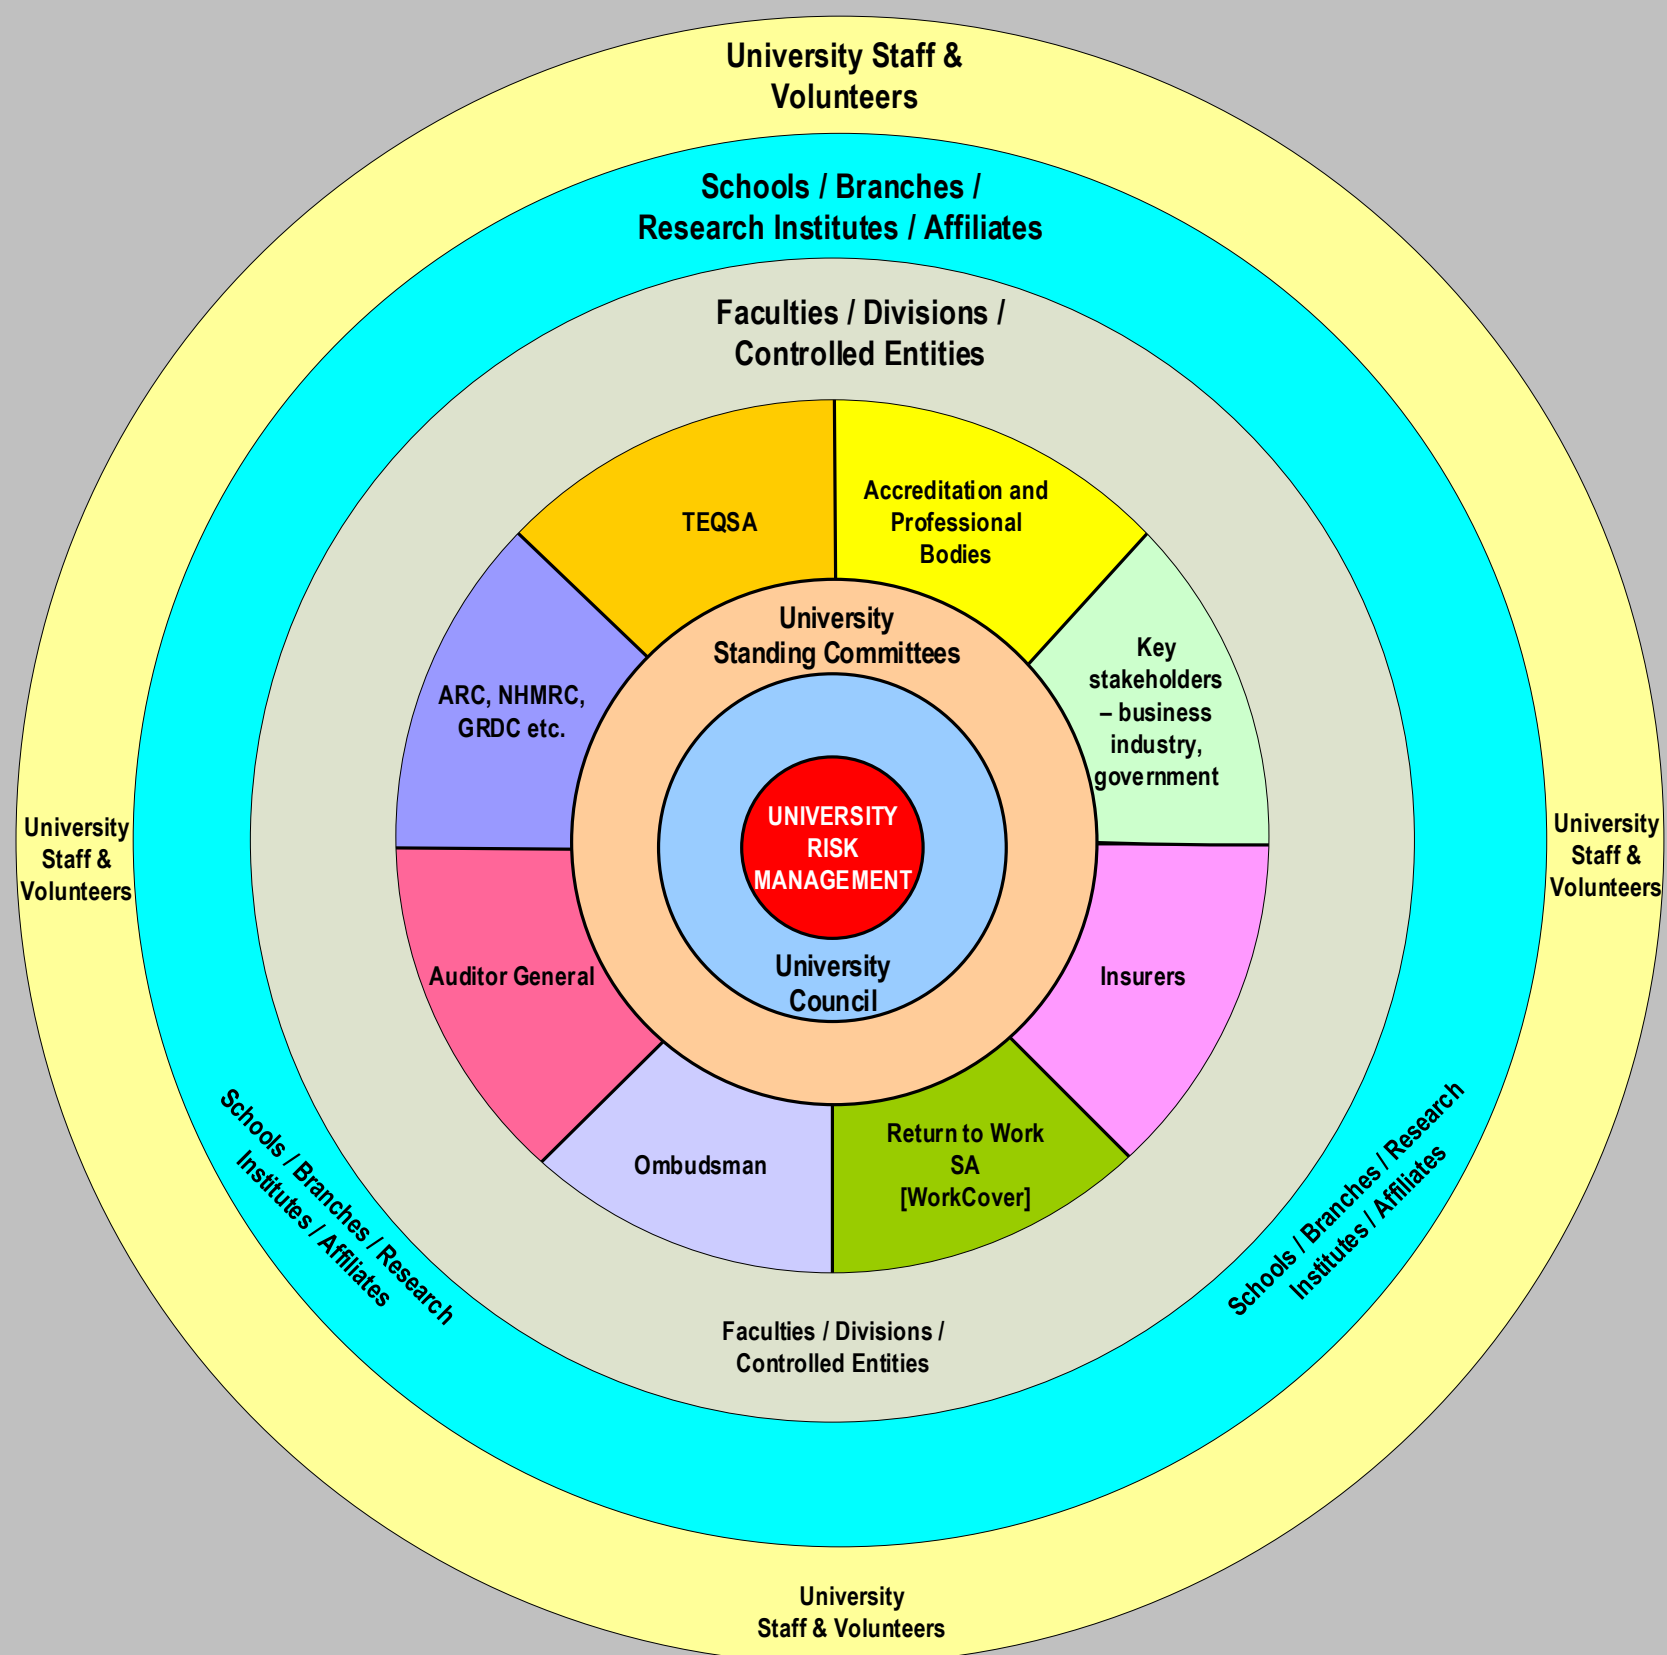 University Staff &
Volunteers
Schools / Branches /
Research Institutes / Affiliates
Faculties / Divisions /
Controlled Entities
TEQSA
Accreditation and
Professional
Bodies
ARC, NHMRC,
GRDC etc.
University
Standing Committees
Key
stakeholders
– business
industry,
government
University
Staff &
Volunteers
UNIVERSITY
RISK
MANAGEMENT
University
Staff &
Volunteers
Auditor General
University
Council
Insurers
Ombudsman
Return to Work
SA
[WorkCover]
Schools / Branches / Research
Institutes / Affiliates
Schools / Branches / Research
Institutes / Affiliates
Faculties / Divisions /
Controlled Entities
University
Staff & Volunteers